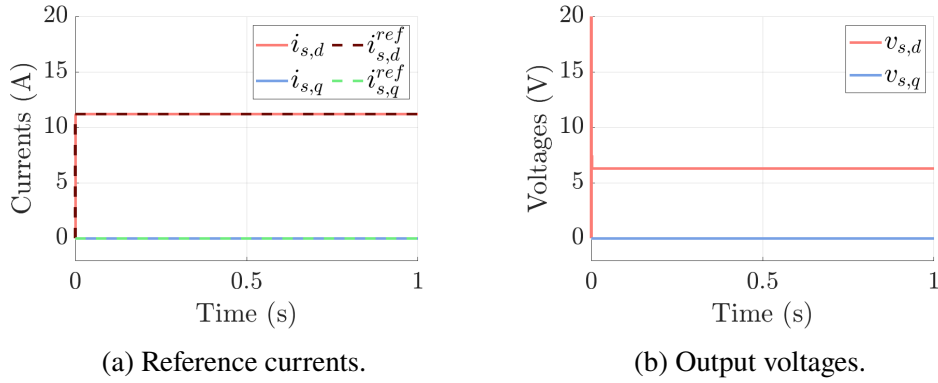 20
15
10
5
0
Currents (A)
i_{s,d} i_{s,d}^{ref}
i_{s,q} i_{s,q}^{ref}
0 0.5 1
Time (s)
(a) Reference currents.
20
15
10
5
0
Voltages (V)
v_{s,d}
v_{s,q}
0 0.5 1
Time (s)
(b) Output voltages.